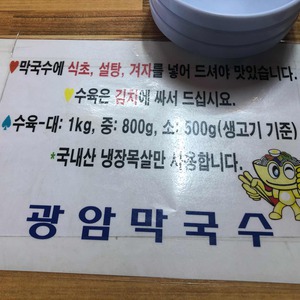 ♥막국수에 식초, 설탕, 겨자를 넣어 드셔야 맛있습니다.
♥수육은 김치에 싸서 드십시요.
♠수육-대: 1kg, 중: 800g, 소: 500g(생고기 기준)
*국내산 냉장목살만 사용합니다.
광암막국수